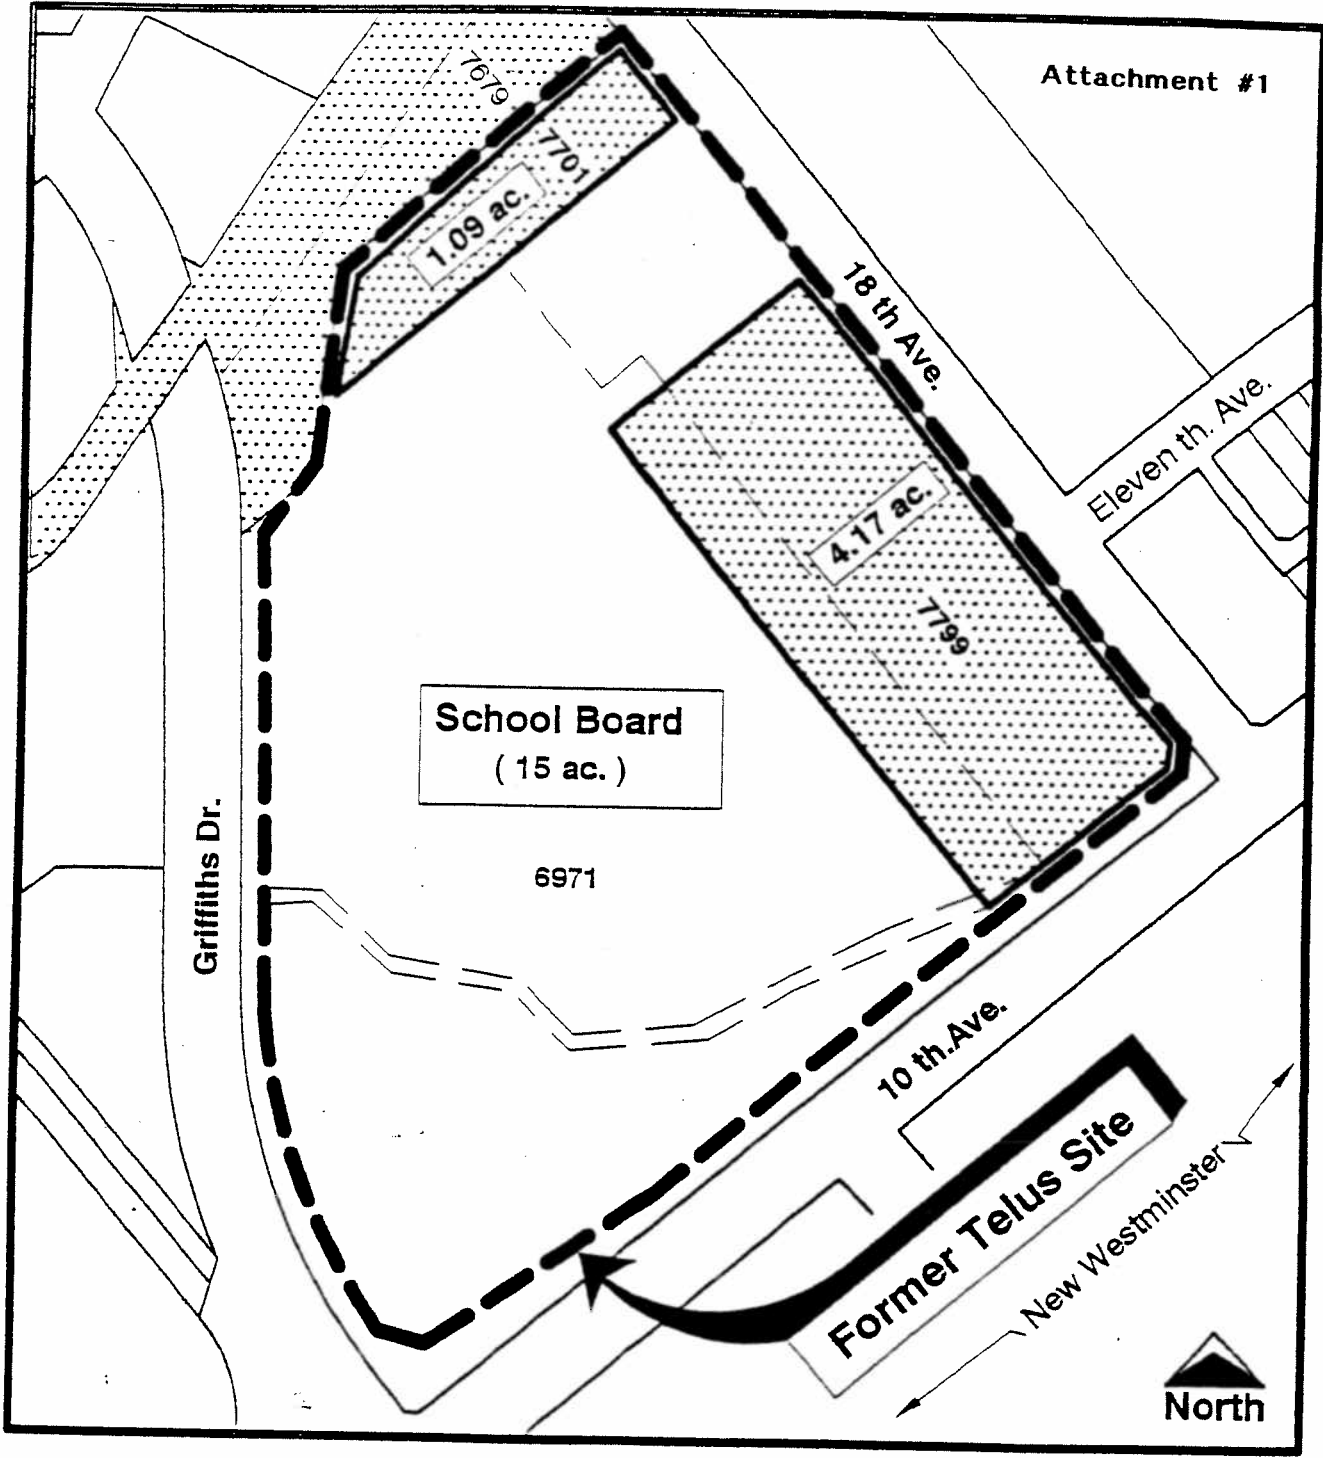 Attachment #1
7679
7701
1.09 ac.
18 th Ave.
Eleven th. Ave.
4.17 ac.
7799
School Board
( 15 ac. )
6971
Griffiths Dr.
10 th.Ave.
Former Telus Site
New Westminster
North